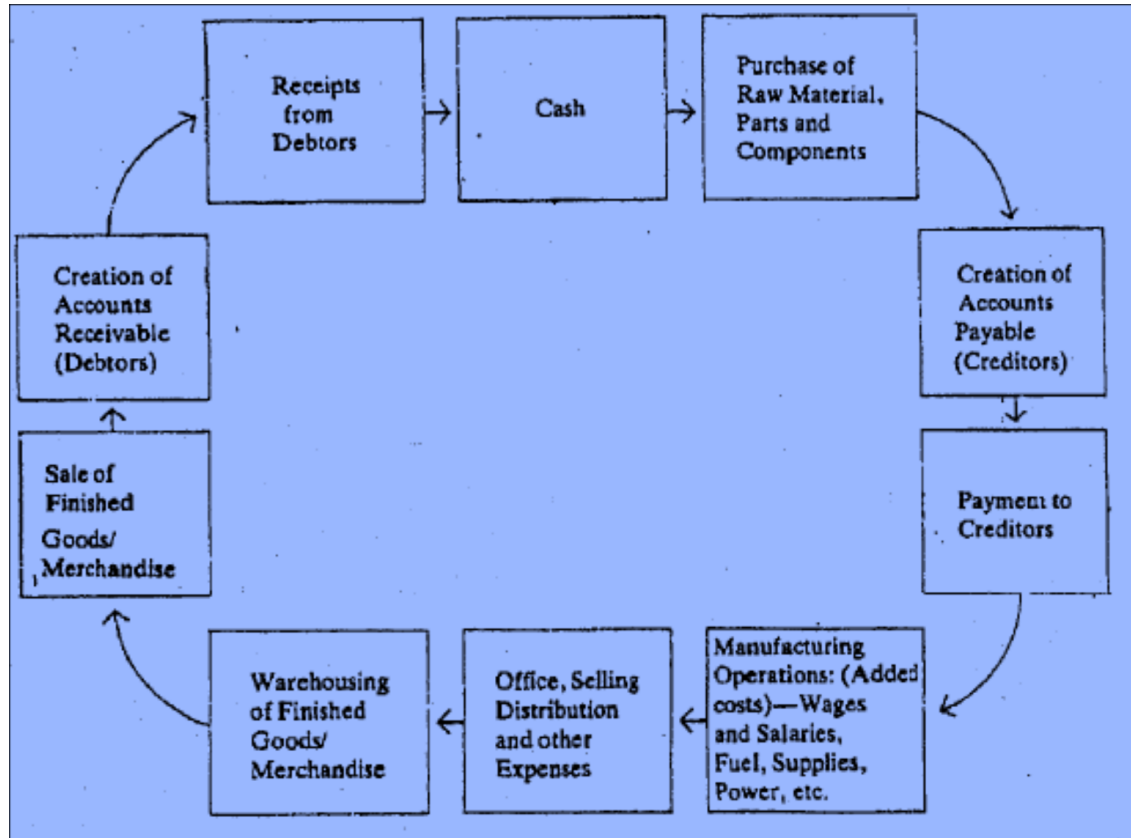 Receipts
from
Debtors
Cash
Purchase of
Raw Material,
Parts and
Components
Creation of
Accounts
Payable
(Creditors)
Payment to
Creditors
Manufacturing
Operations: (Added
costs)—Wages
and Salaries,
Fuel, Supplies,
Power, etc.
Office, Selling
Distribution
and other
Expenses
Warehousing
of Finished
Goods/
Merchandise
Sale of
Finished
Goods/
Merchandise
Creation of
Accounts
Receivable
(Debtors)